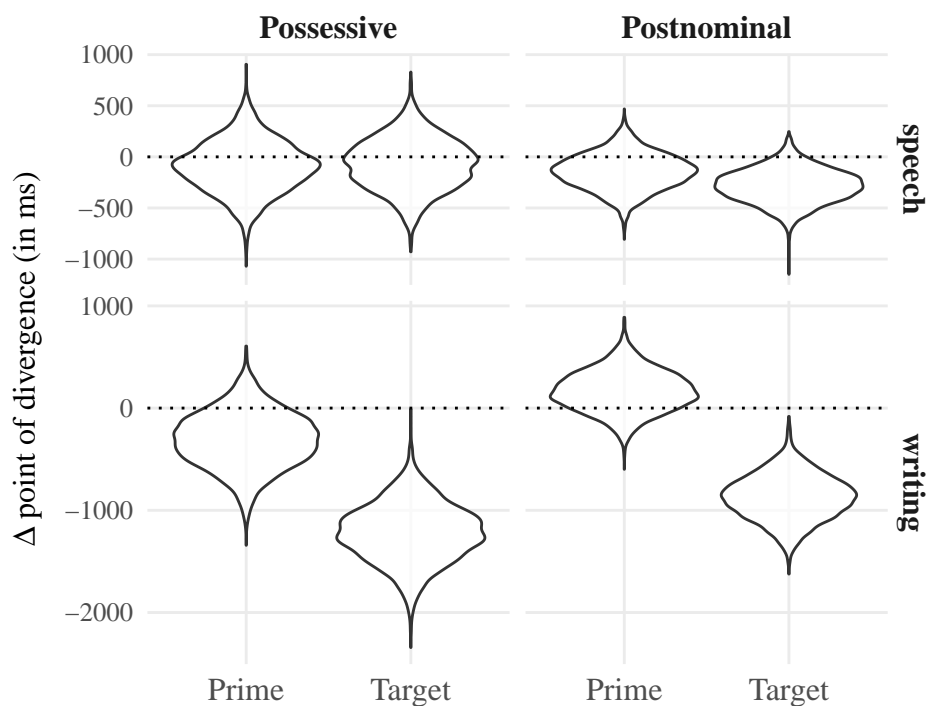 Possessive
Postnominal
1000
500
0
−500
−1000
speech
1000
0
−1000
−2000
writing
Δ point of divergence (in ms)
Prime
Target
Prime
Target